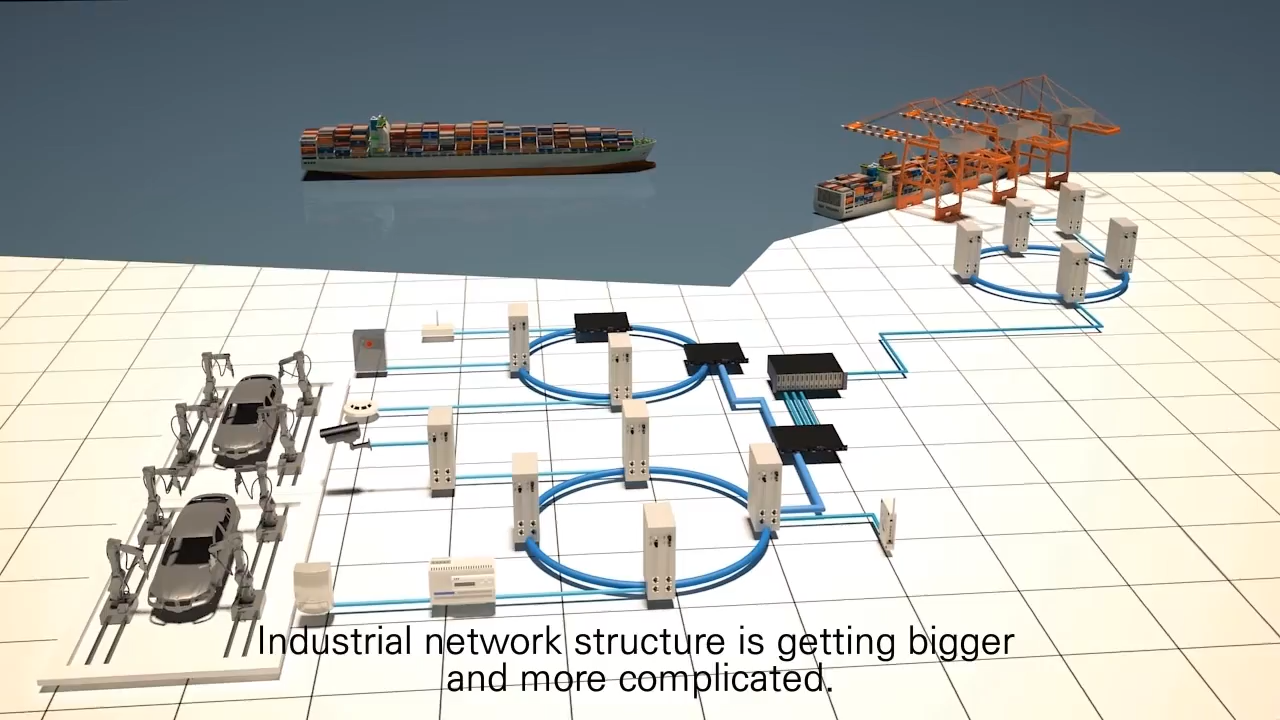 Industrial network structure is getting bigger
and more complicated.